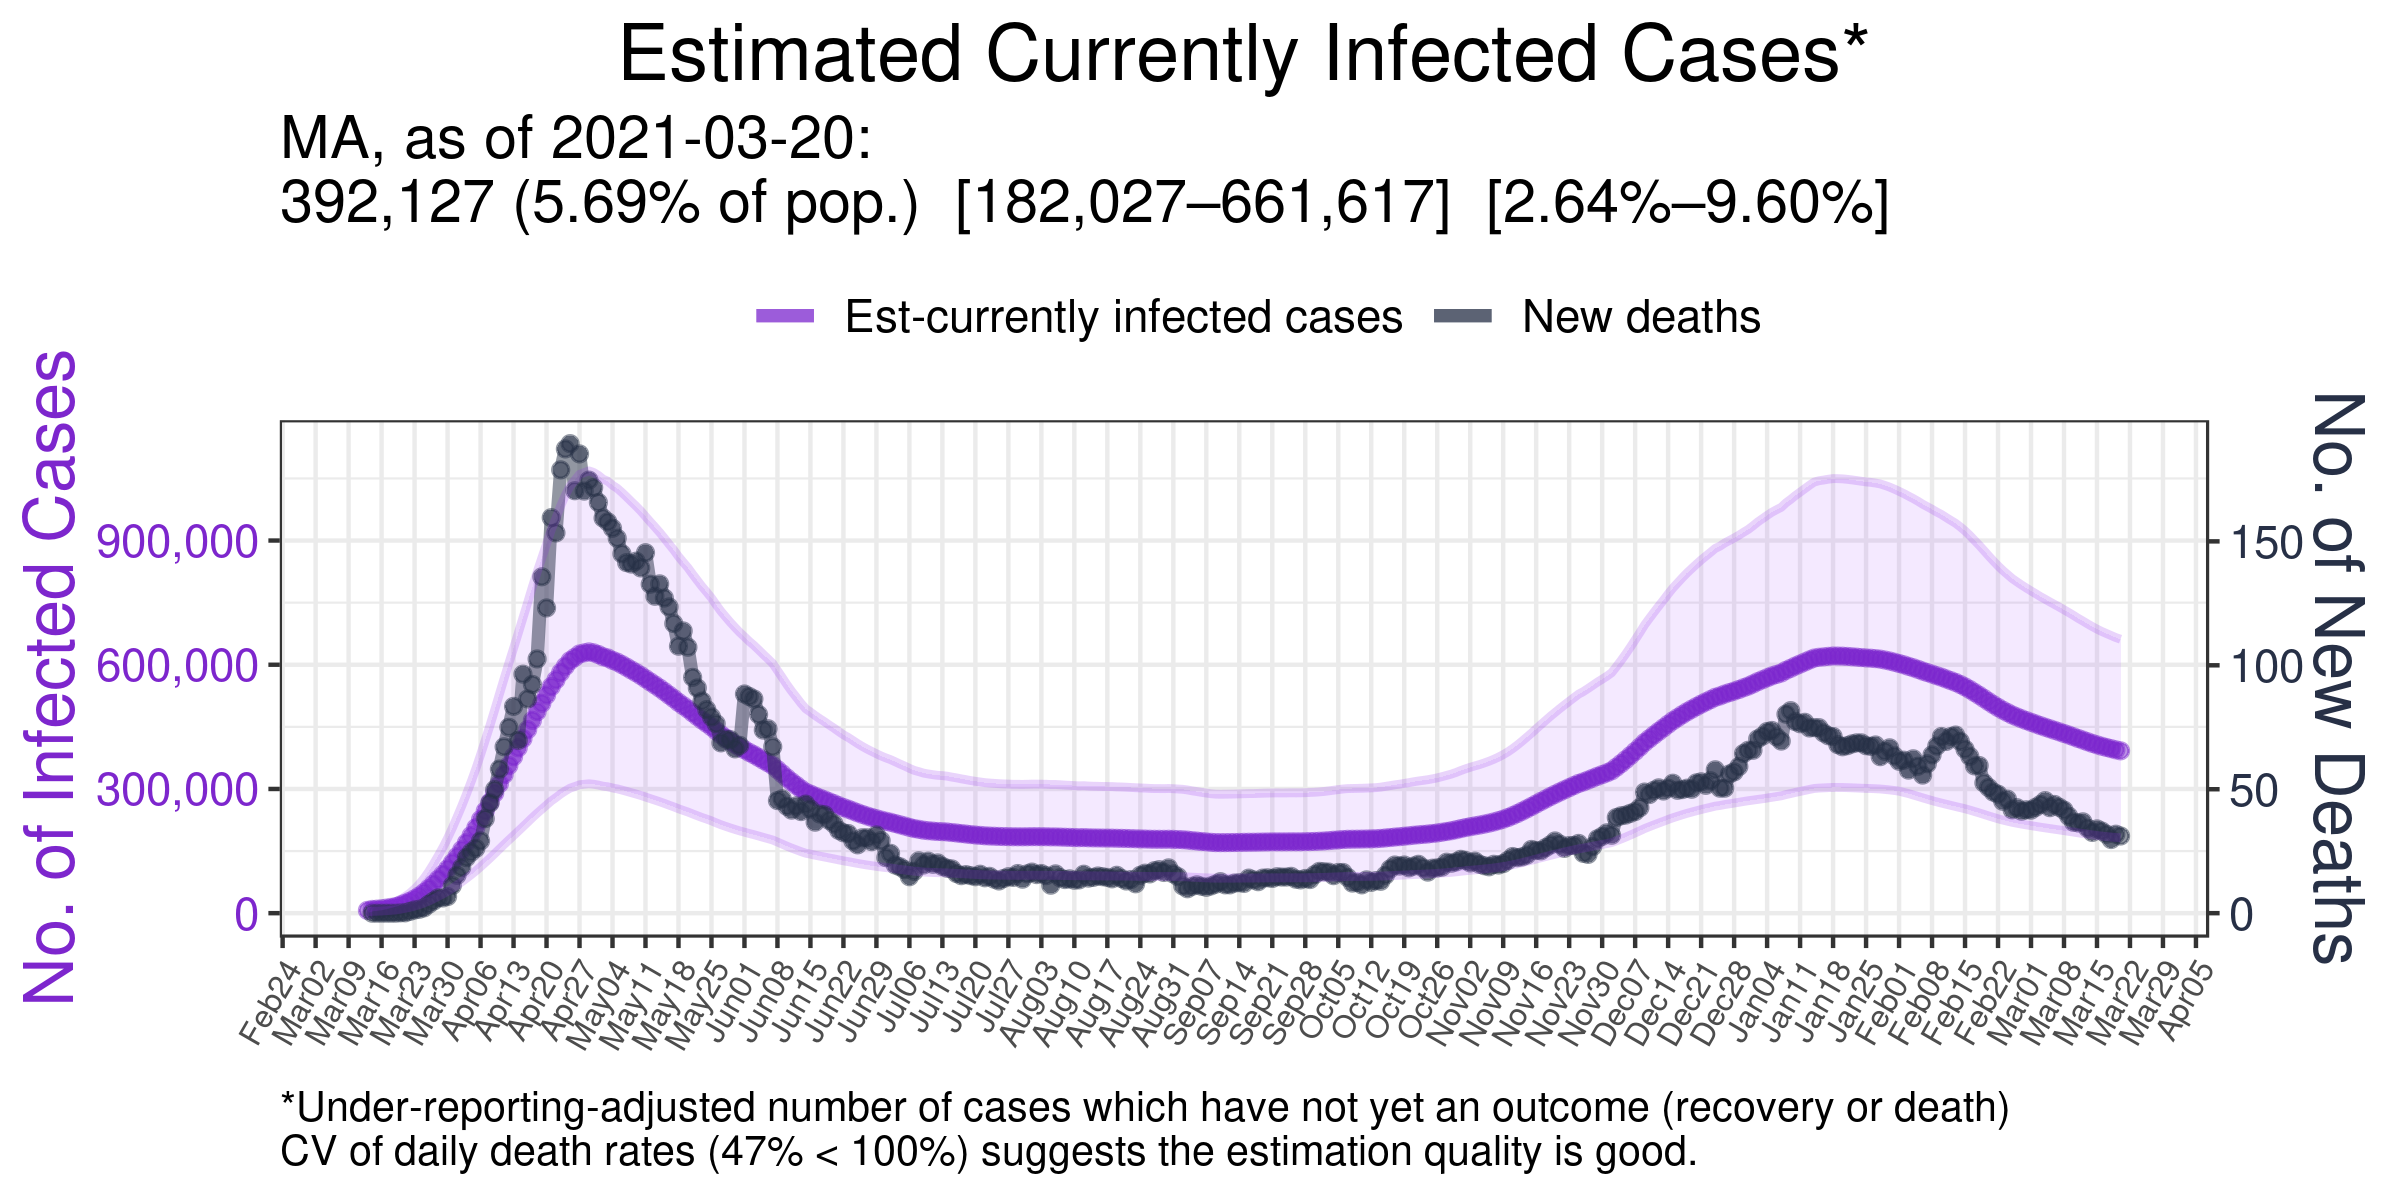 Estimated Currently Infected Cases*
MA, as of 2021-03-20:
392,127 (5.69% of pop.) [182,027–661,617] [2.64%–9.60%]
Est-currently infected cases
New deaths
No. of Infected Cases
900,000
600,000
300,000
0
150
100
50
0
No. of New Deaths
Feb24
Mar02
Mar09
Mar16
Mar23
Mar30
Apr06
Apr13
Apr20
Apr27
May04
May11
May18
May25
Jun01
Jun08
Jun15
Jun22
Jun29
Jul06
Jul13
Jul20
Jul27
Aug03
Aug10
Aug17
Aug24
Aug31
Sep07
Sep14
Sep21
Sep28
Oct05
Oct12
Oct19
Oct26
Nov02
Nov09
Nov16
Nov23
Nov30
Dec07
Dec14
Dec21
Dec28
Jan04
Jan11
Jan18
Jan25
Feb01
Feb08
Feb15
Feb22
Mar01
Mar08
Mar15
Mar22
Mar29
Apr05
*Under-reporting-adjusted number of cases which have not yet an outcome (recovery or death)
CV of daily death rates (47% < 100%) suggests the estimation quality is good.